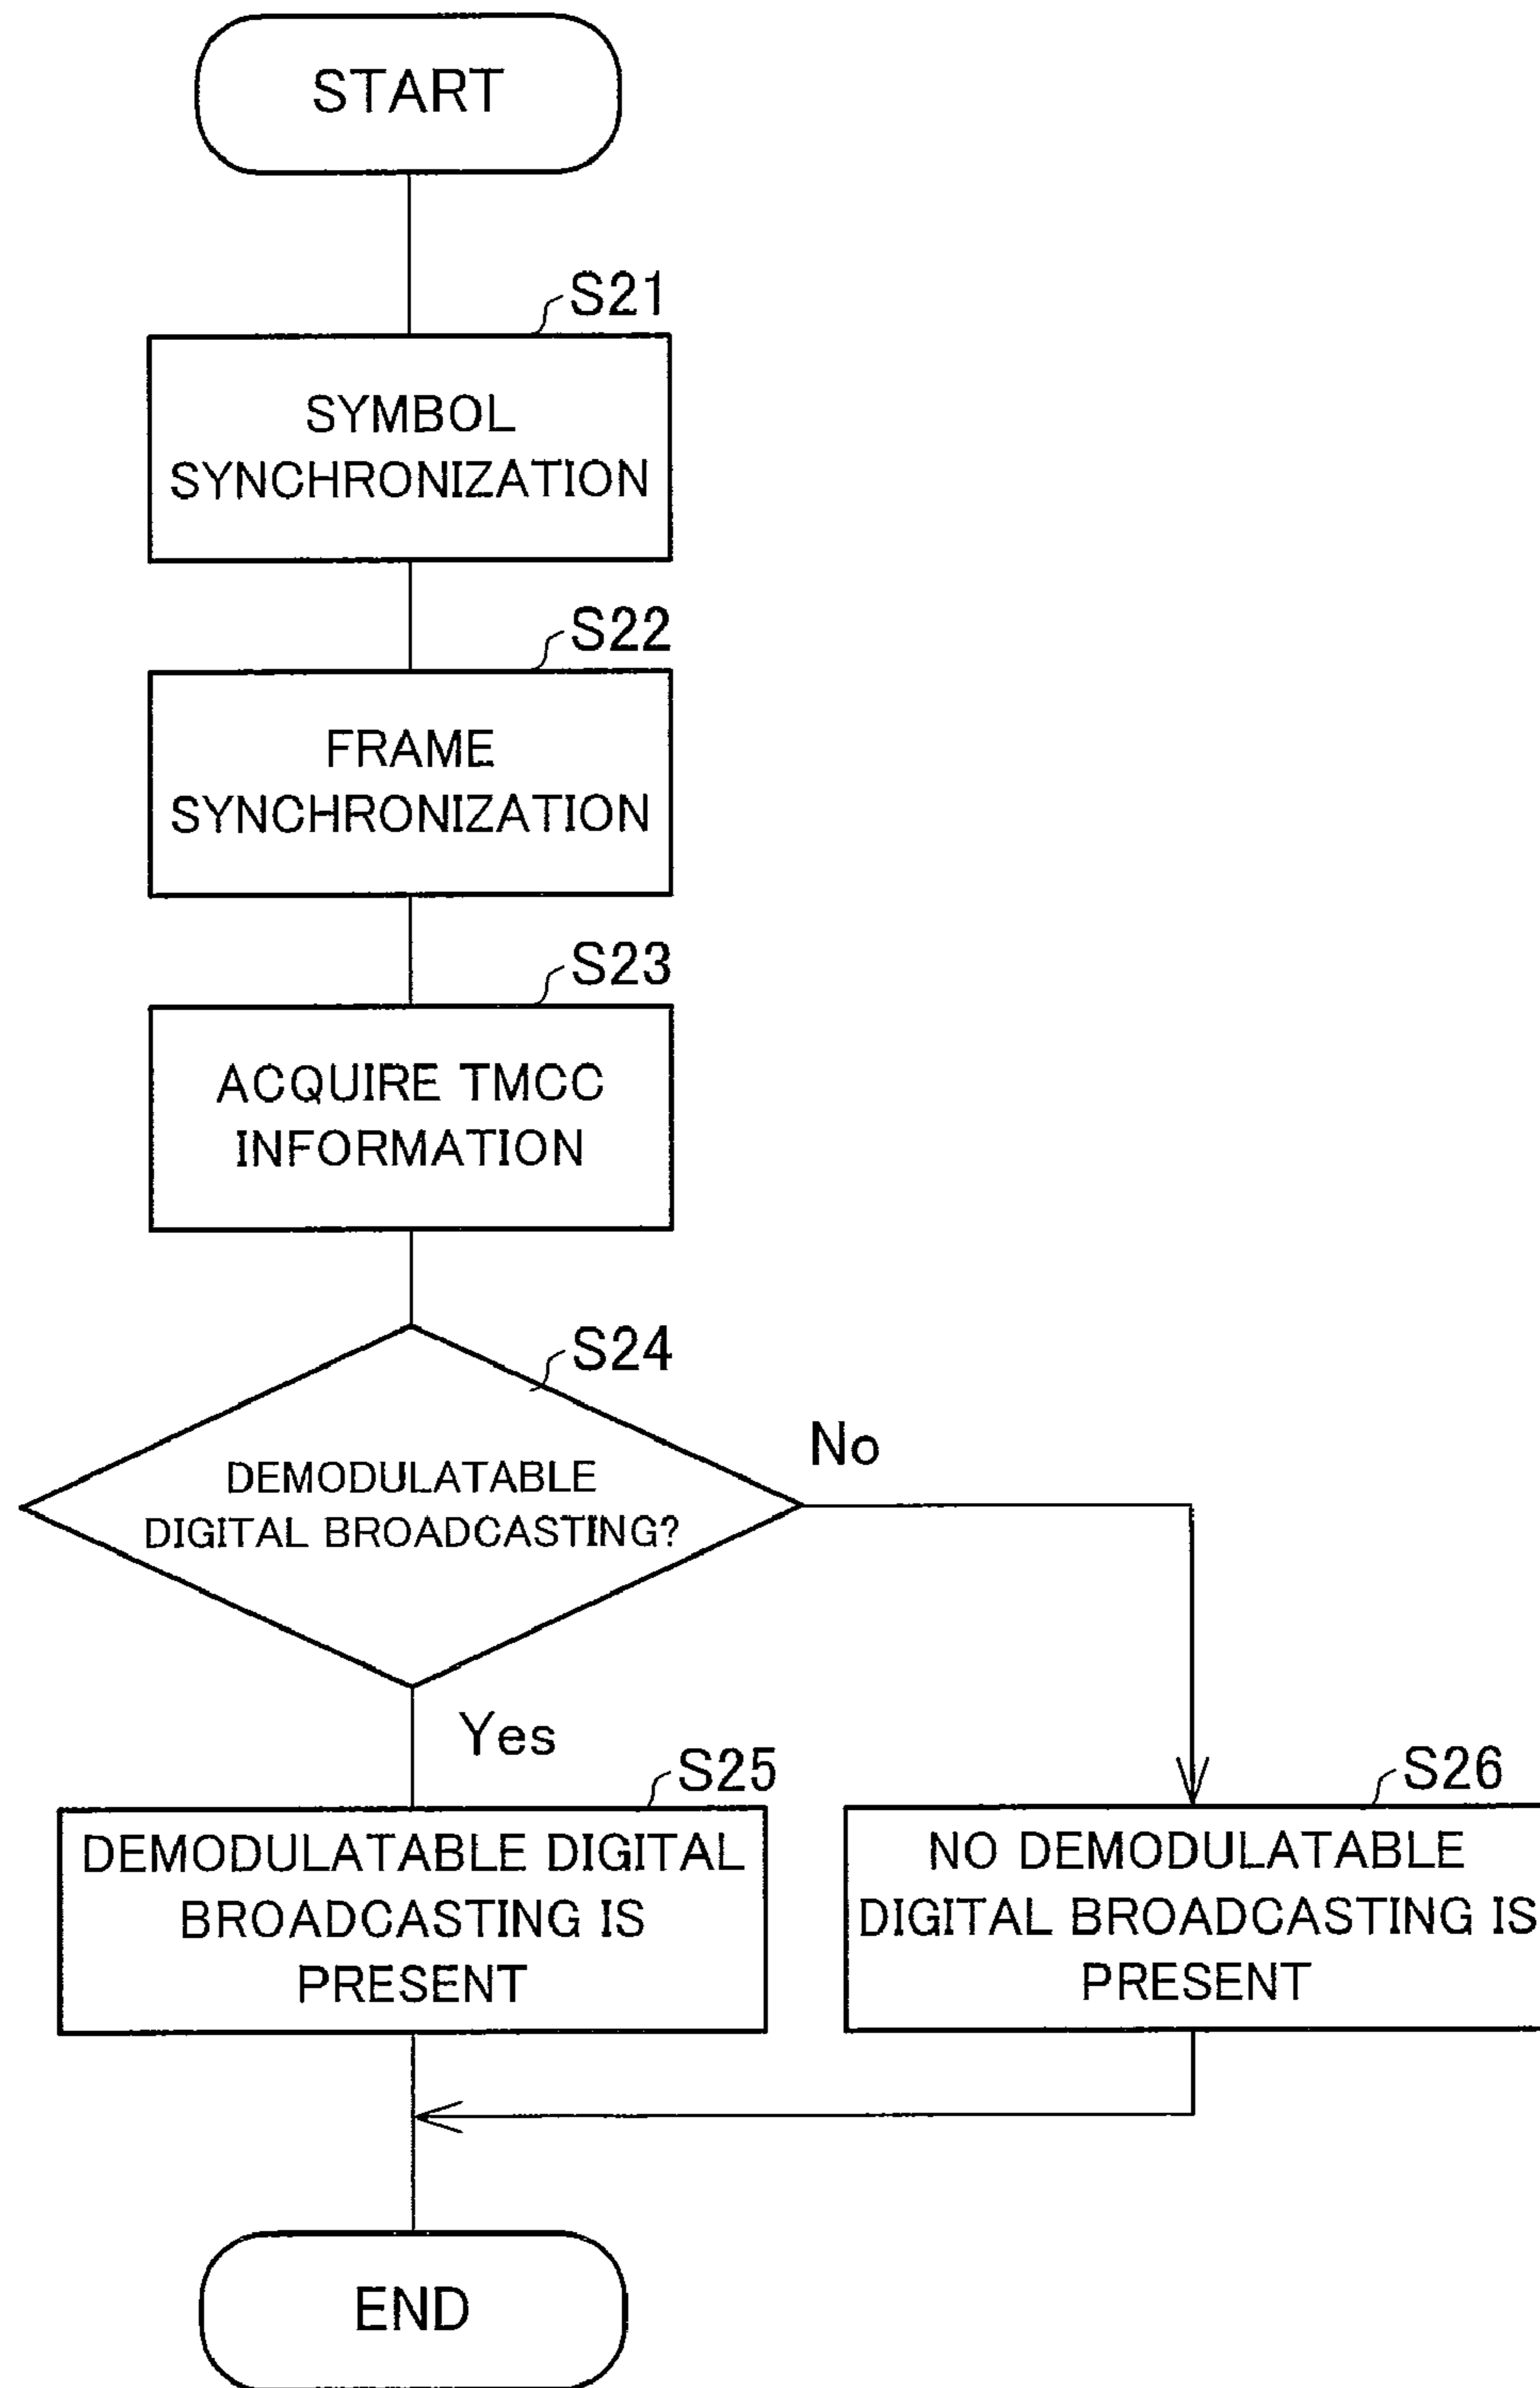 START
S21
SYMBOL
SYNCHRONIZATION
S22
FRAME
SYNCHRONIZATION
S23
ACQUIRE TMCC
INFORMATION
S24
DEMODULATABLE
DIGITAL BROADCASTING?
No
Yes
S25
DEMODULATABLE DIGITAL
BROADCASTING IS
PRESENT
S26
NO DEMODULATABLE
DIGITAL BROADCASTING IS
PRESENT
END